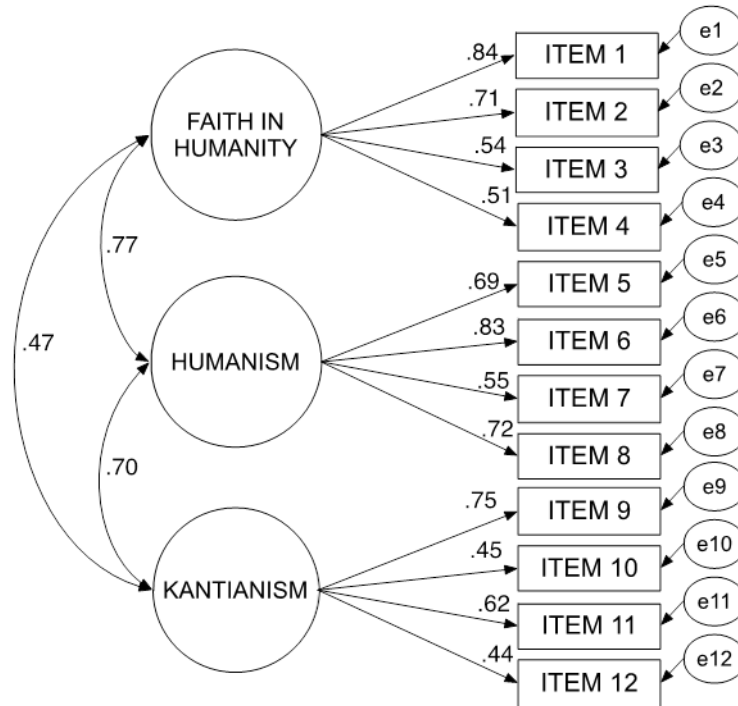 .84
ITEM 1
e1
FAITH IN
HUMANITY
.71
ITEM 2
e2
.54
ITEM 3
e3
.51
ITEM 4
e4
.77
.69
ITEM 5
e5
.47
HUMANISM
.83
ITEM 6
e6
.55
ITEM 7
e7
.72
ITEM 8
e8
.70
.75
ITEM 9
e9
KANTIANISM
.45
ITEM 10
e10
.62
ITEM 11
e11
.44
ITEM 12
e12